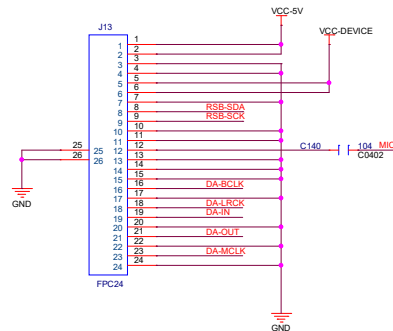 VCC-5V
J13
VCC-DEVICE
1 1
2 2
3 3
4 4
5 5
6 6
7 7
8 8 RSB-SDA
9 9 RSB-SCK
10 10
11 11
25 25 12 12 C140 104 MIC
26 26 13 13 C0402
14 14
15 15
16 16 DA-BCLK
17 17
18 18 DA-LRCK
GND 19 19 DA-IN
20 20
21 21 DA-OUT
22 22
23 23 DA-MCLK
24 24
FPC24
GND